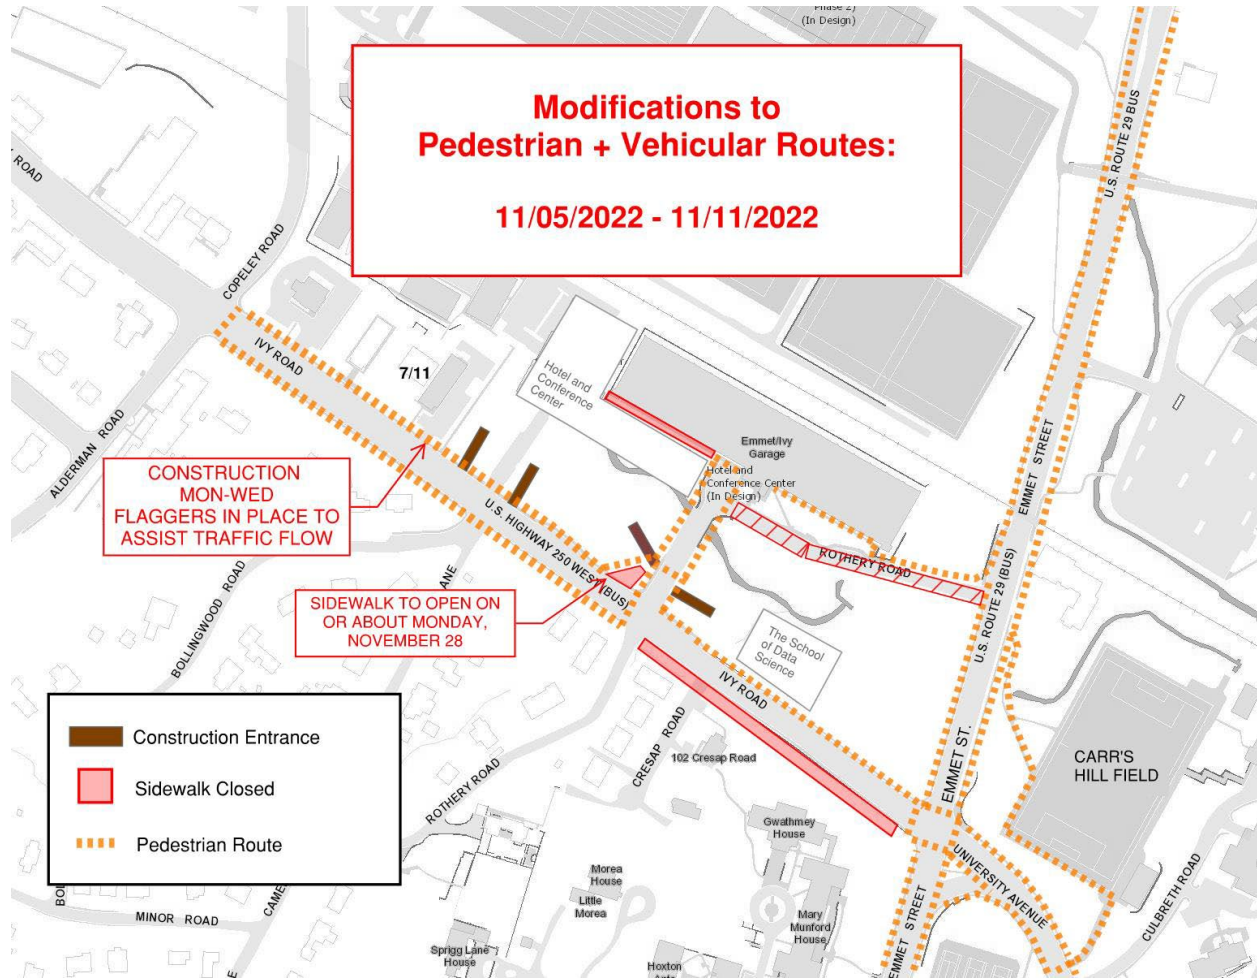 Phase 2)
(In Design)
Modifications to
Pedestrian + Vehicular Routes:
11/05/2022 - 11/11/2022
U.S. ROUTE 29 BUS
ROAD
COPELEY ROAD
IVY ROAD
7/11
Hotel and
Conference
Center
Emmet/Ivy
Garage
Hotel and
Conference Center
(In Design)
EMMET STREET
ALDERMAN ROAD
CONSTRUCTION
MON-WED
FLAGGERS IN PLACE TO
ASSIST TRAFFIC FLOW
U.S. HIGHWAY 250 WEST (BUS)
ROTHERY ROAD
U.S. ROUTE 29 (BUS)
BOLLINGWOOD ROAD
ANE
SIDEWALK TO OPEN ON
OR ABOUT MONDAY,
NOVEMBER 28
The School
of Data
Science
IVY ROAD
Construction Entrance
Sidewalk Closed
Pedestrian Route
CRESAP ROAD
102 Cresap Road
EMMET ST.
CARR'S
HILL FIELD
ROTHERY ROAD
Gwathmey
House
UNIVERSITY AVENUE
Morea
House
Little
Morea
Mary
Munford
House
CULBRETH ROAD
EMMET STREET
MINOR ROAD
CAME
Sprigg Lane
House
Hoxton